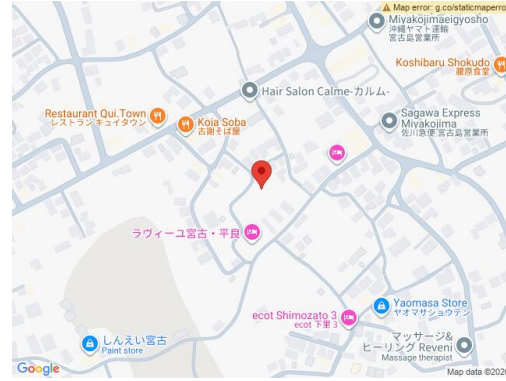 Map error: g.co/staticmaperro
Miyakojimaeigyosho
沖縄ヤマト運輸
宮古島営業所
Koshibaru Shokudo
腰原食堂
Hair Salon Calme-カルム-
Restaurant Qui.Town
レストラン キュイタウン
Koja Soba
古謝そば屋
Sagawa Express
Miyakojima
佐川急便 宮古島営業所
ラヴィーユ宮古・平良
ecot Shimozato 3
ecot 下里 3
Yaomasa Store
ヤオマサショウテン
しんえい宮古
Paint store
マッサージ&
ヒーリング Reveni
Massage therapist
Google
Map data ©2026